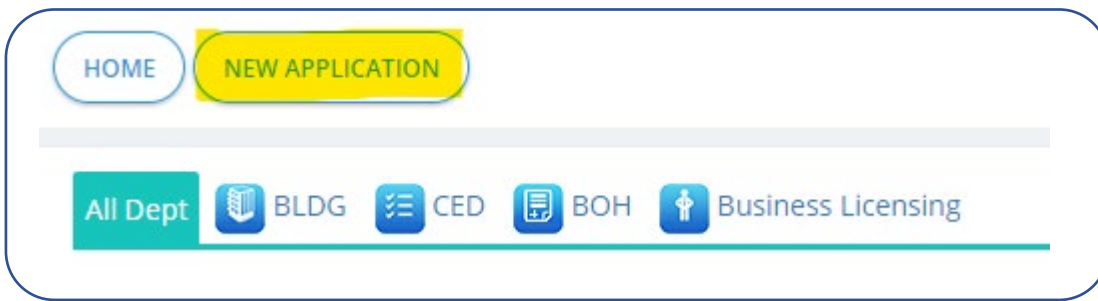 HOME NEW APPLICATION
All Dept BLDG CED BOH Business Licensing